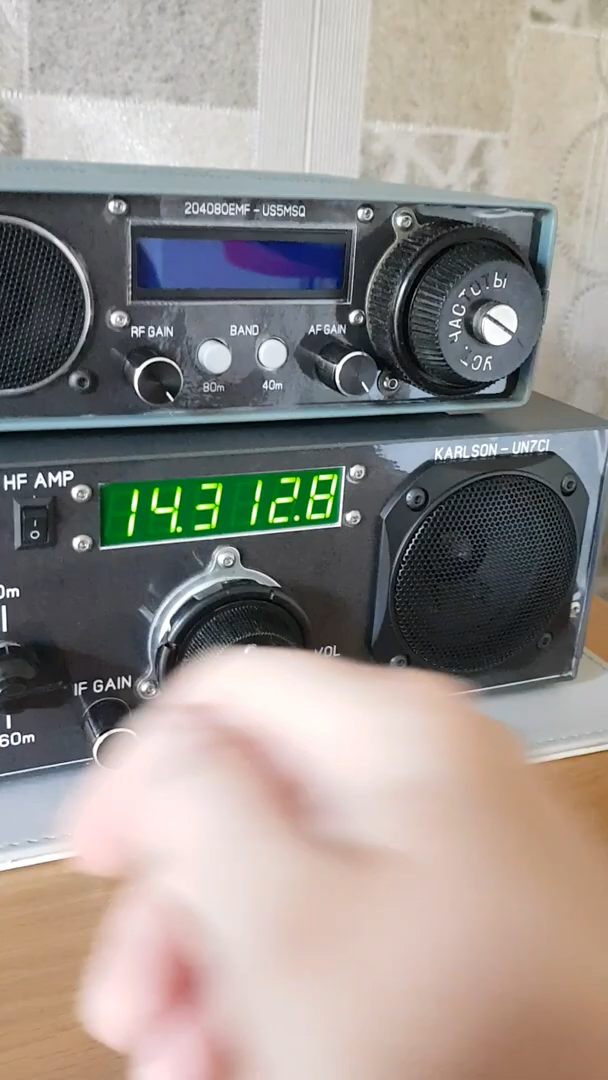 204080EMF - US5MSQ
RF GAIN
BAND
AF GAIN
80m
40m
УСТ. ЧАСТОТЫ
KARLSON - UN7CI
HF AMP
14.312.8
VOL
IF GAIN
60m